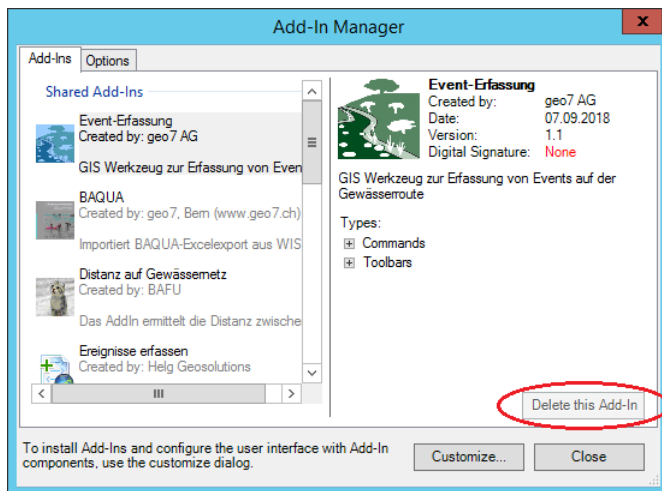 Add-In Manager
x
Add-Ins
Options
Shared Add-Ins
Event-Erfassung
Created by: geo7 AG
GIS Werkzeug zur Erfassung von Even
BAQUA
Created by: geo7, Bern (www.geo7.ch)
Importiert BAQUA-Excelexport aus WIS
Distanz auf Gewässernetz
Created by: BAFU
Das AddIn ermittelt die Distanz zwische
Ereignisse erfassen
Created by: Helg Geosolutions
Event-Erfassung
Created by: geo7 AG
Date: 07.09.2018
Version: 1.1
Digital Signature: None
GIS Werkzeug zur Erfassung von Events auf der
Gewässerroute
Types:
Commands
Toolbars
Delete this Add-In
To install Add-Ins and configure the user interface with Add-In
components, use the customize dialog.
Customize...
Close